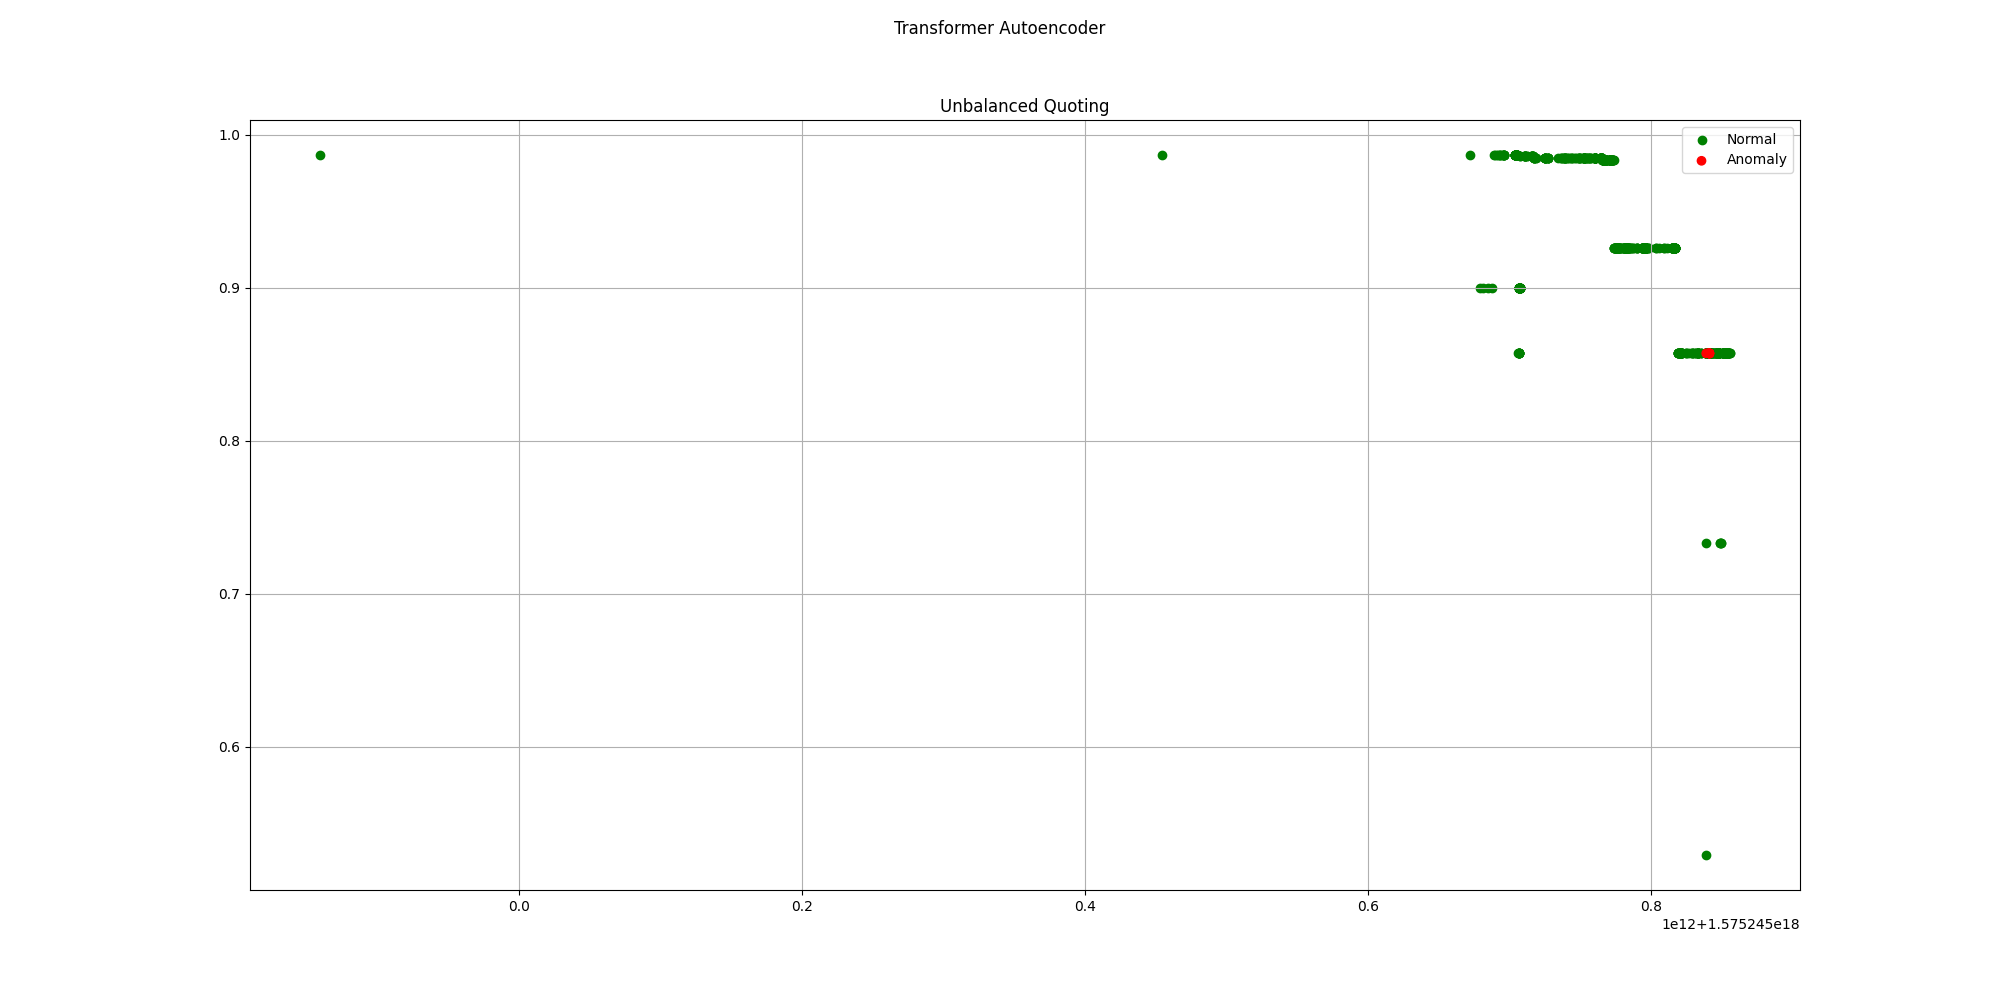 Transformer Autoencoder
Unbalanced Quoting
Normal
Anomaly
1.0
0.9
0.8
0.7
0.6
0.0 0.2 0.4 0.6 0.8
1e12+1.575245e18